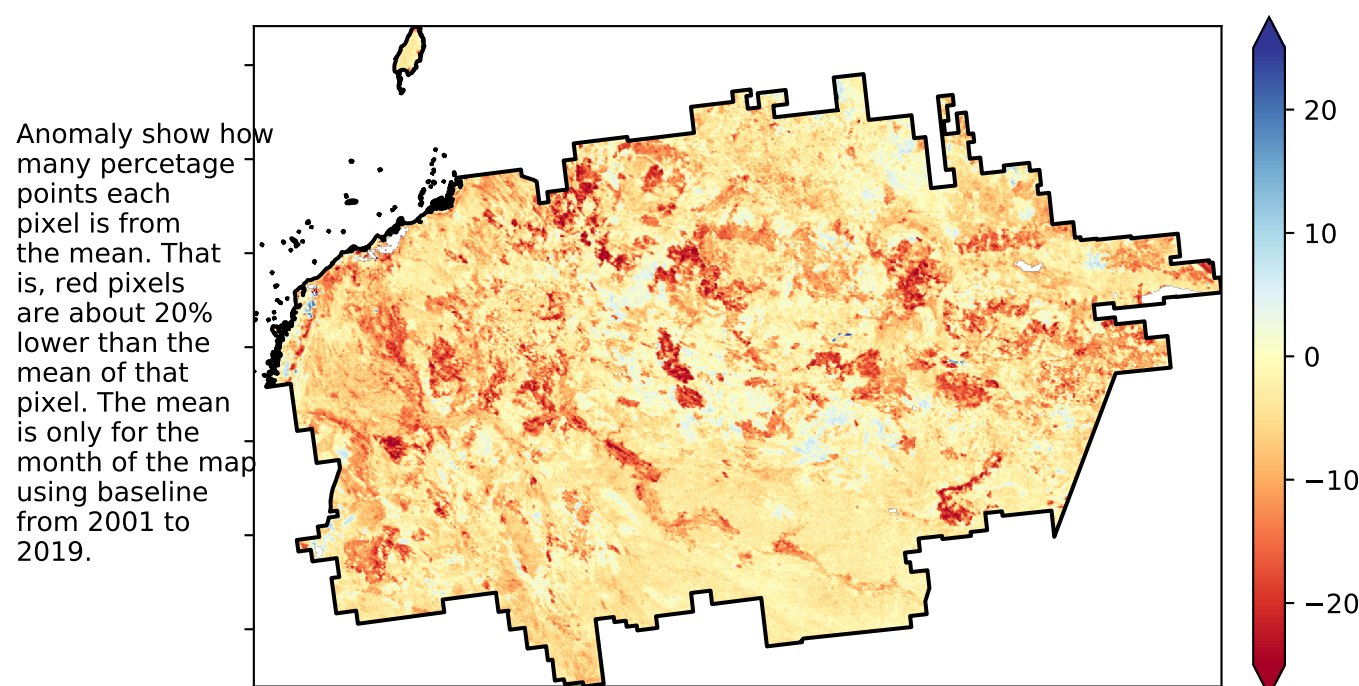 Anomaly show how
many percetage
points each
pixel is from
the mean. That
is, red pixels
are about 20%
lower than the
mean of that
pixel. The mean
is only for the
month of the map
using baseline
from 2001 to
2019.
20
10
0
−10
−20